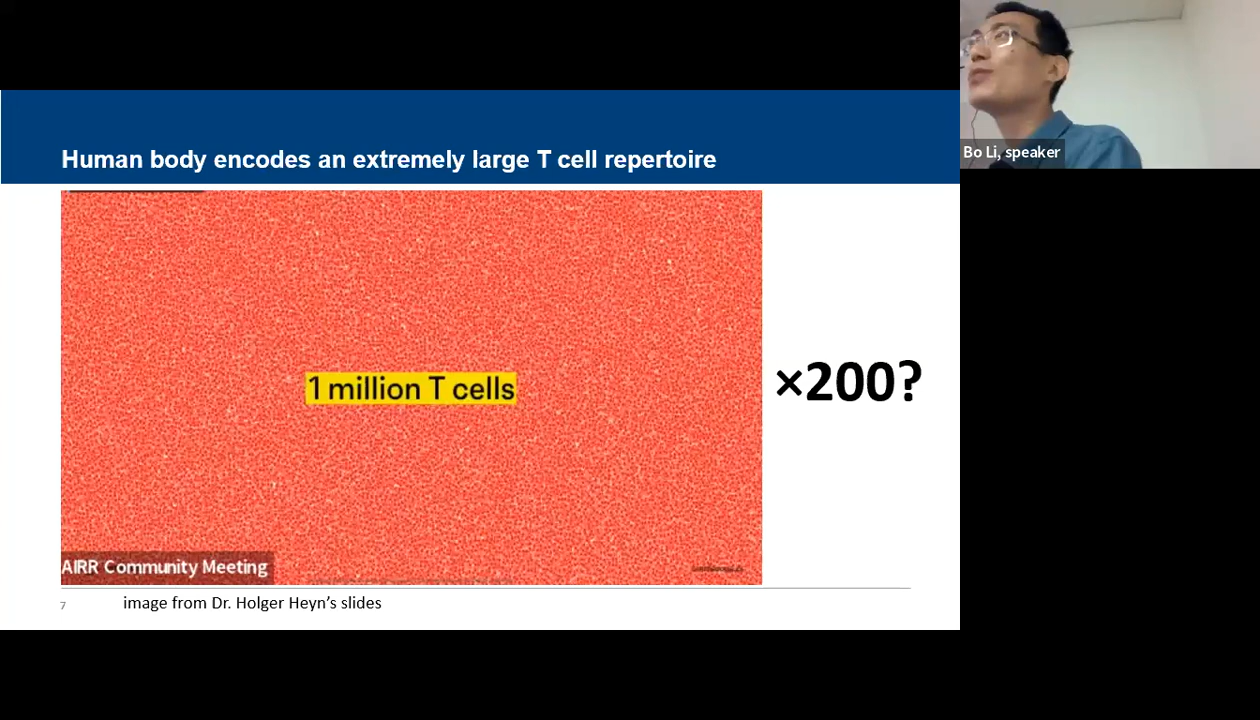 Human body encodes an extremely large T cell repertoire
Bo Li, speaker
1 million T cells
×200?
AIRR Community Meeting
7
image from Dr. Holger Heyn’s slides